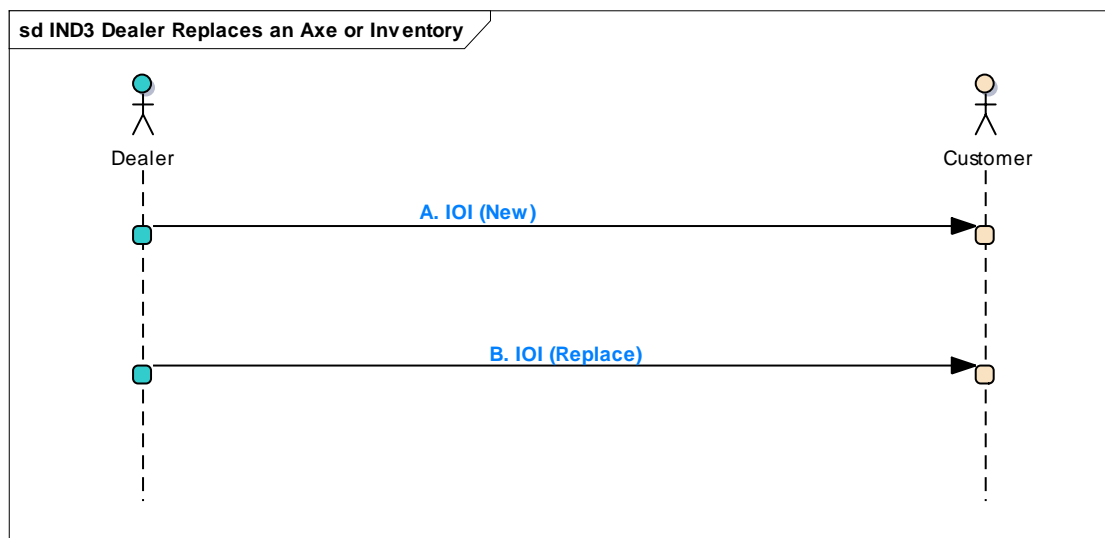 sd IND3 Dealer Replaces an Axe or Inventory
Dealer
Customer
A. IOI (New)
B. IOI (Replace)